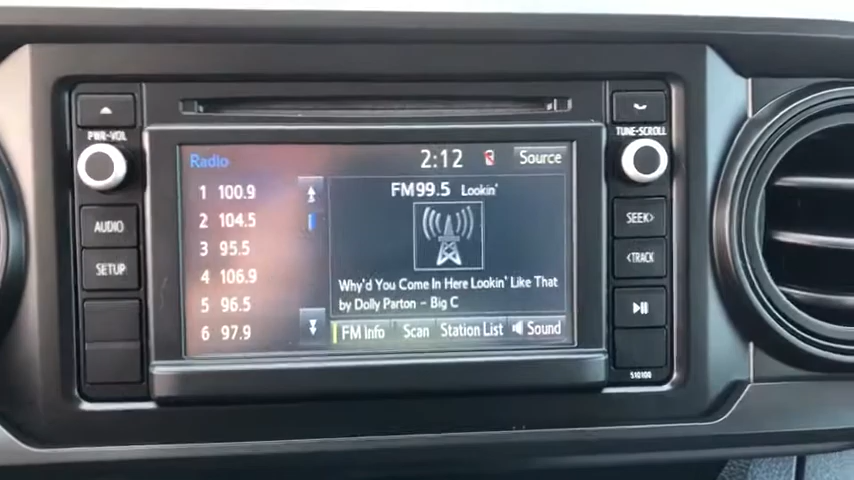 PWR·VOL
AUDIO
SETUP
Radio
2:12
Source
1 100.9
2 104.5
3 95.5
4 106.9
5 96.5
6 97.9
FM99.5 Lookin'
Why'd You Come In Here Lookin' Like That
by Dolly Parton - Big C
FM Info
Scan
Station List
Sound
TUNE·SCROLL
SEEK>
<TRACK
510100